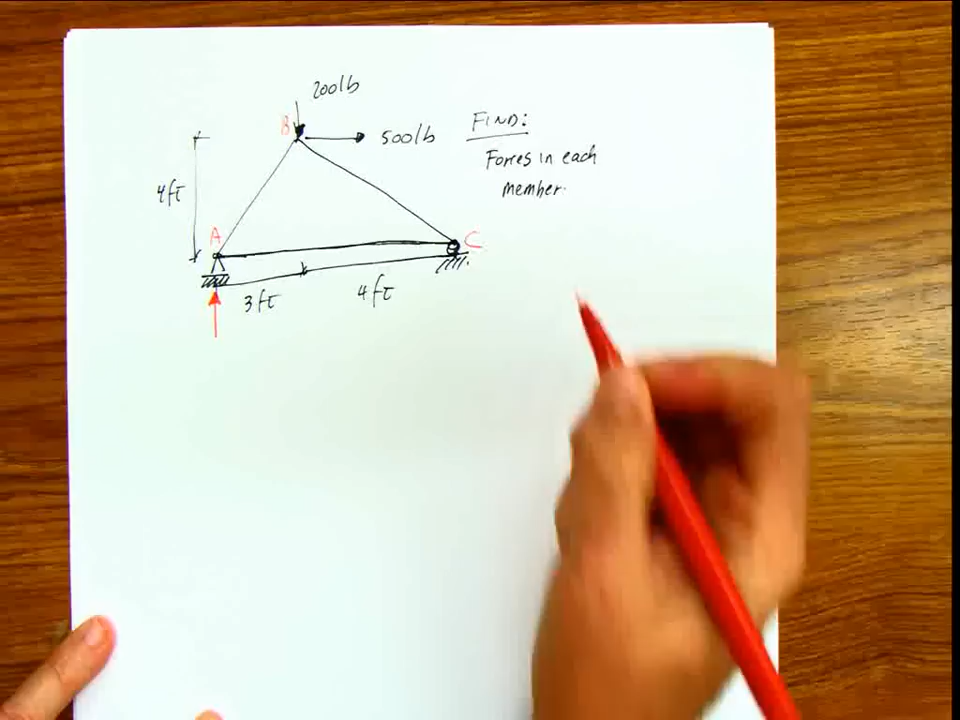 200lb
B
500lb
FIND:
Forces in each
member.
4ft
A
C
3ft
4ft